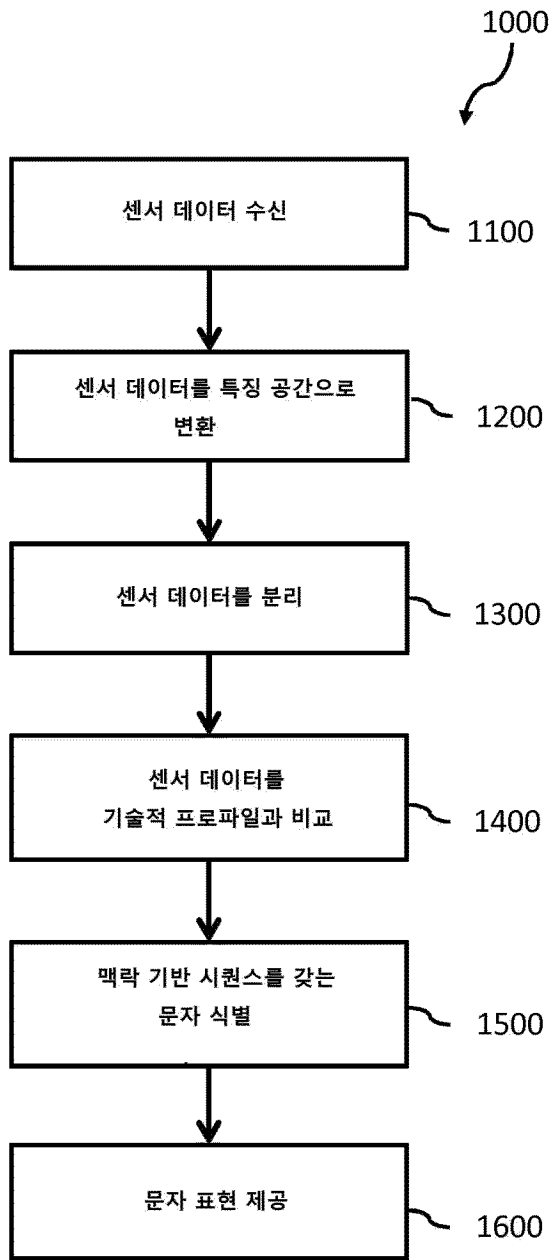 1000
센서 데이터 수신
1100
센서 데이터를 특징 공간으로
변환
1200
센서 데이터를 분리
1300
센서 데이터를
기술적 프로파일과 비교
1400
맥락 기반 시퀀스를 갖는
문자 식별
1500
문자 표현 제공
1600